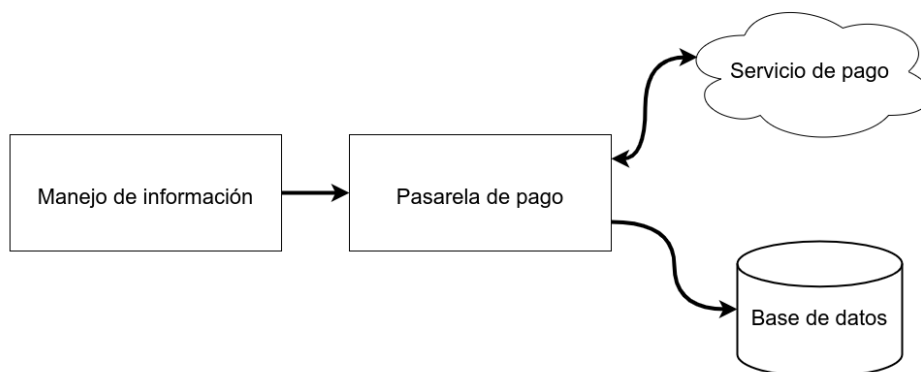 Servicio de pago
Manejo de información
Pasarela de pago
Base de datos